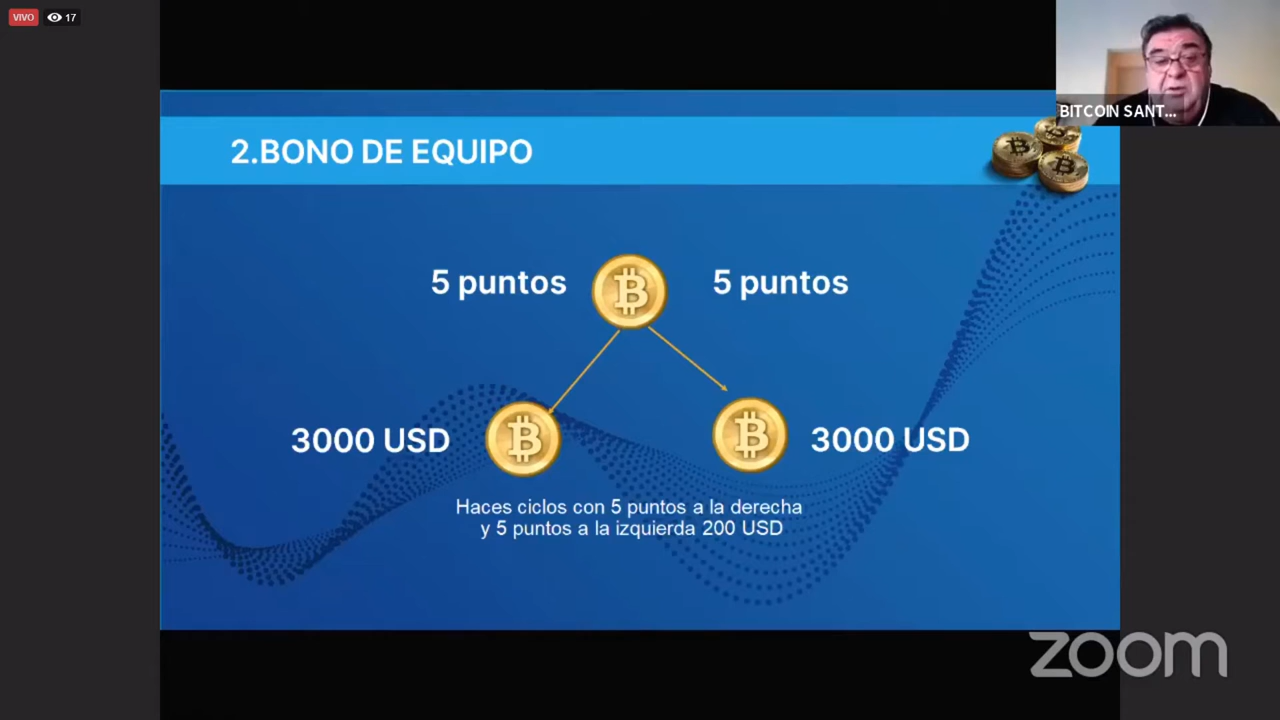 VIVO 17
BITCOIN SANT...
2.BONO DE EQUIPO
5 puntos 5 puntos
3000 USD 3000 USD
Haces ciclos con 5 puntos a la derecha
y 5 puntos a la izquierda 200 USD
zoom